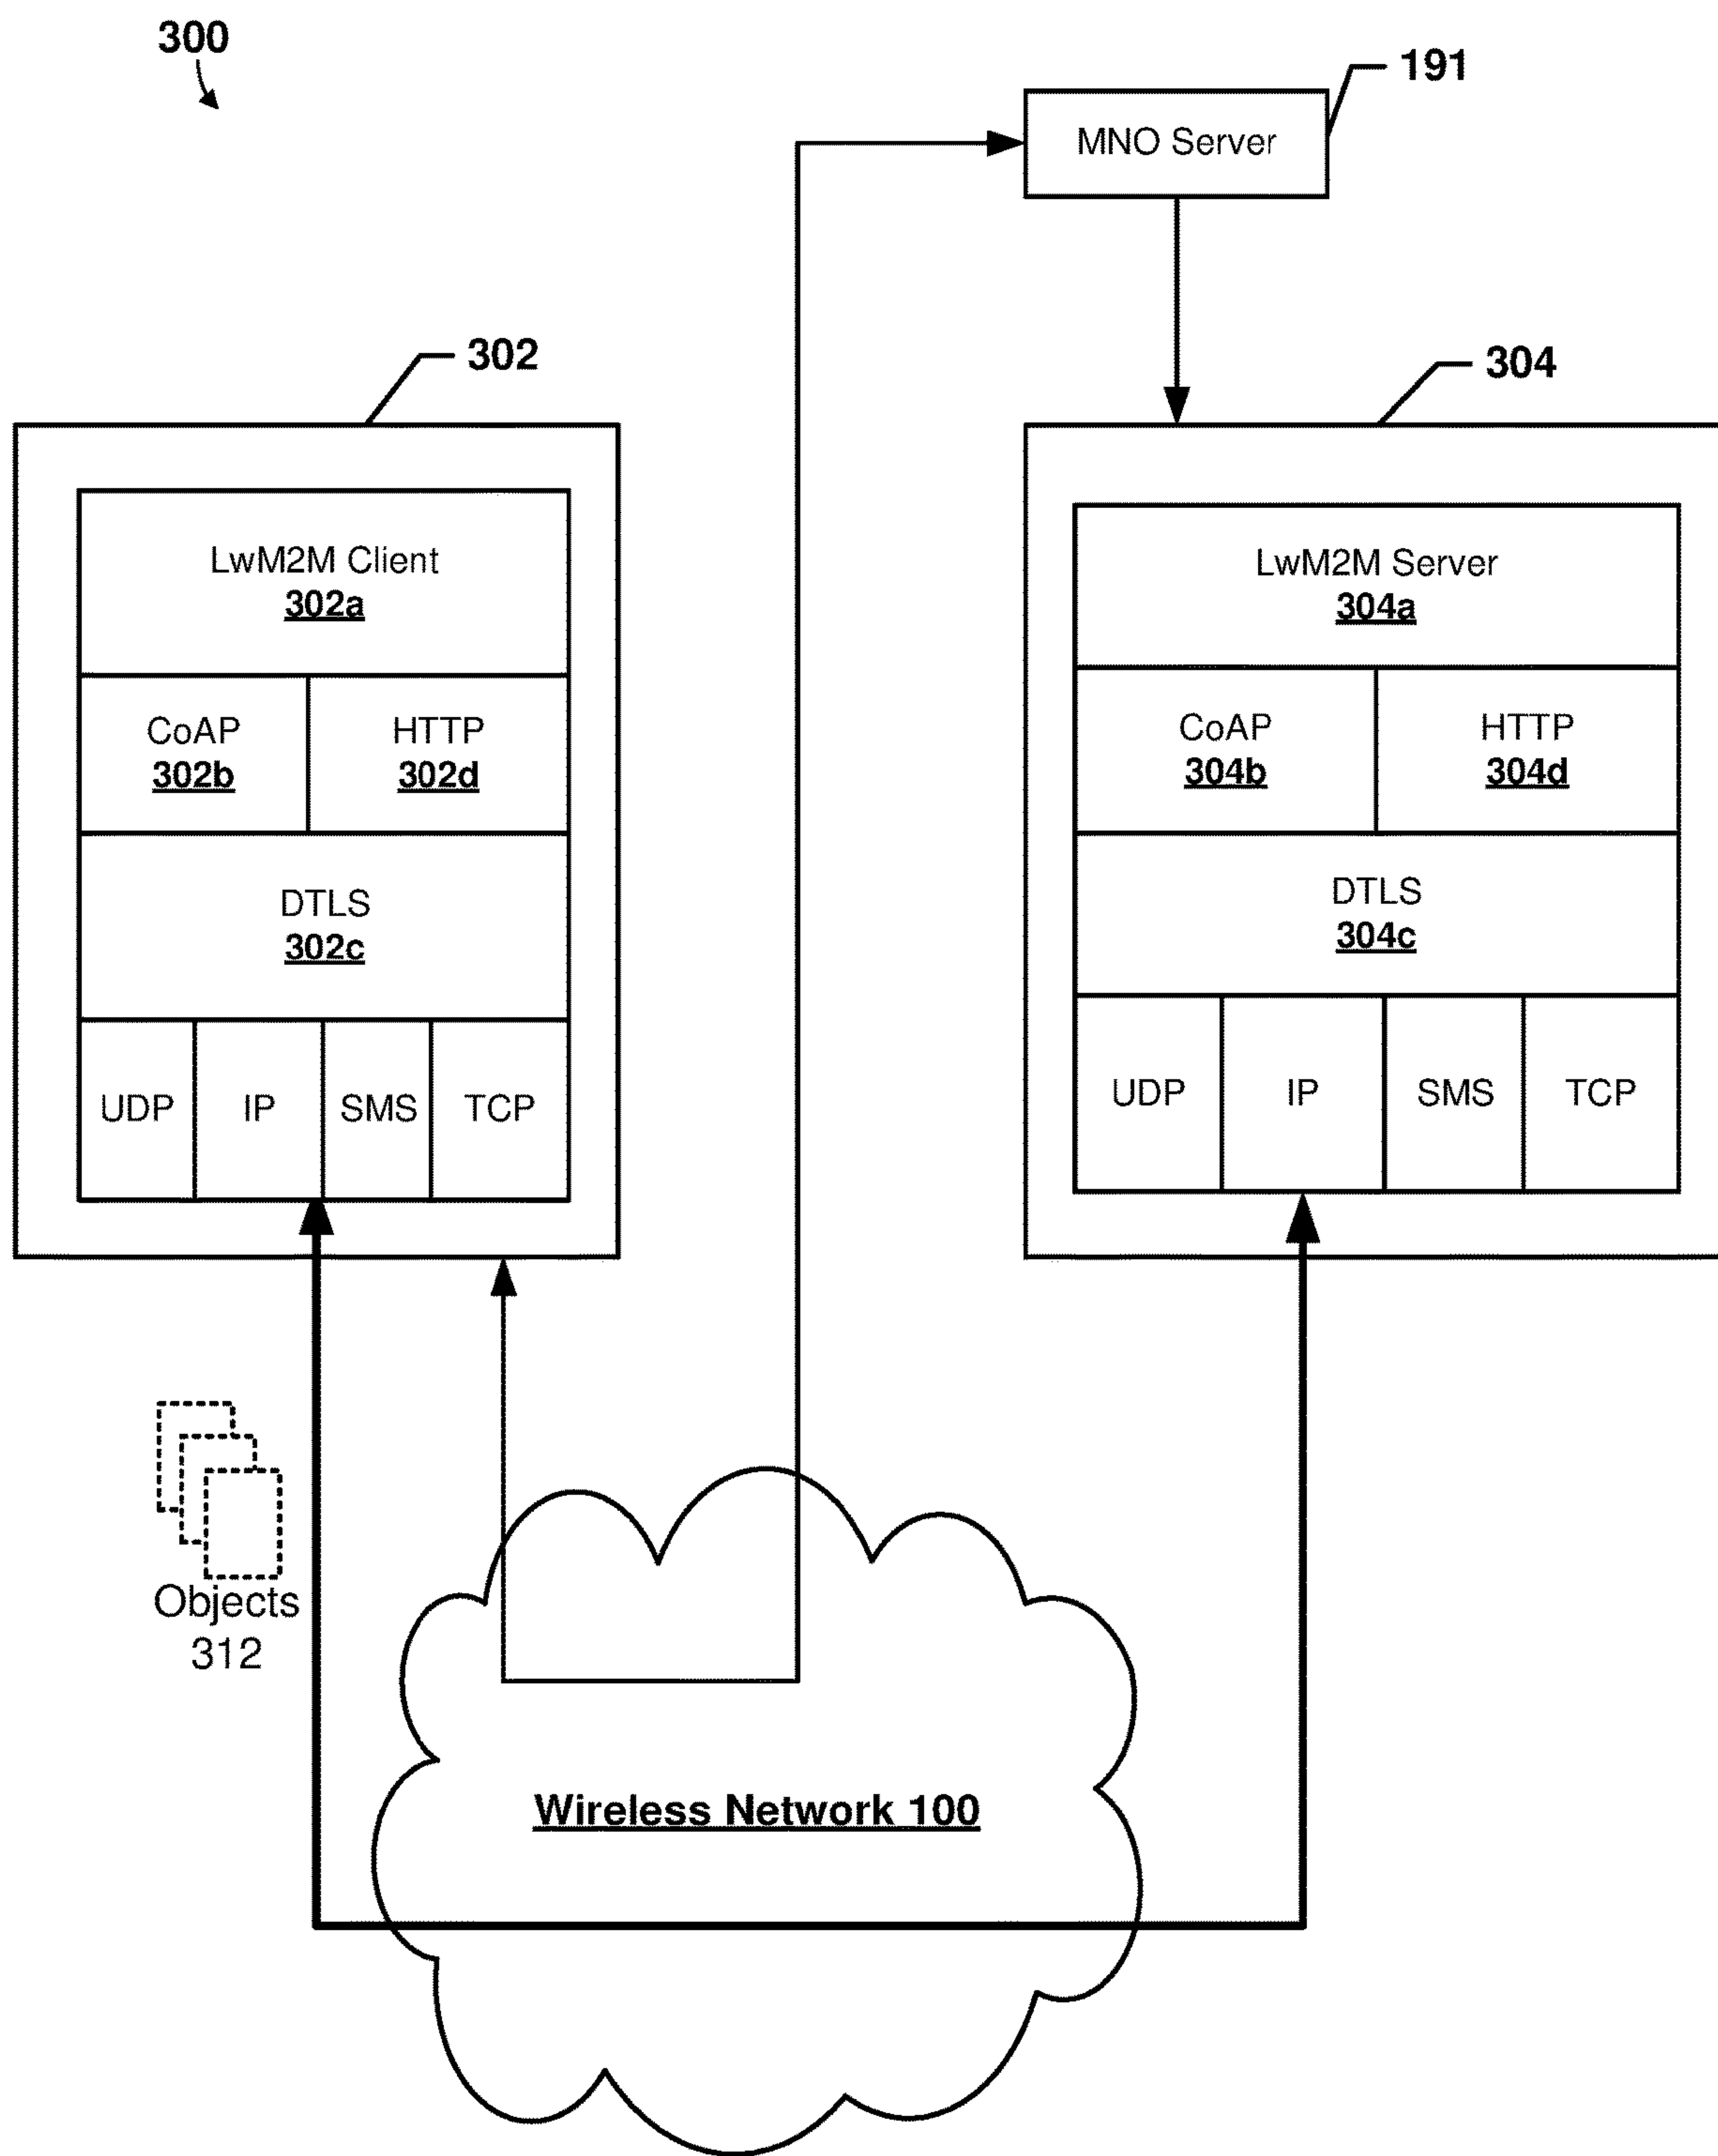 300
191
MNO Server
302
304
LwM2M Client
302a
CoAP
302b
HTTP
302d
DTLS
302c
UDP IP SMS TCP
LwM2M Server
304a
CoAP
304b
HTTP
304d
DTLS
304c
UDP IP SMS TCP
Objects
312
Wireless Network 100